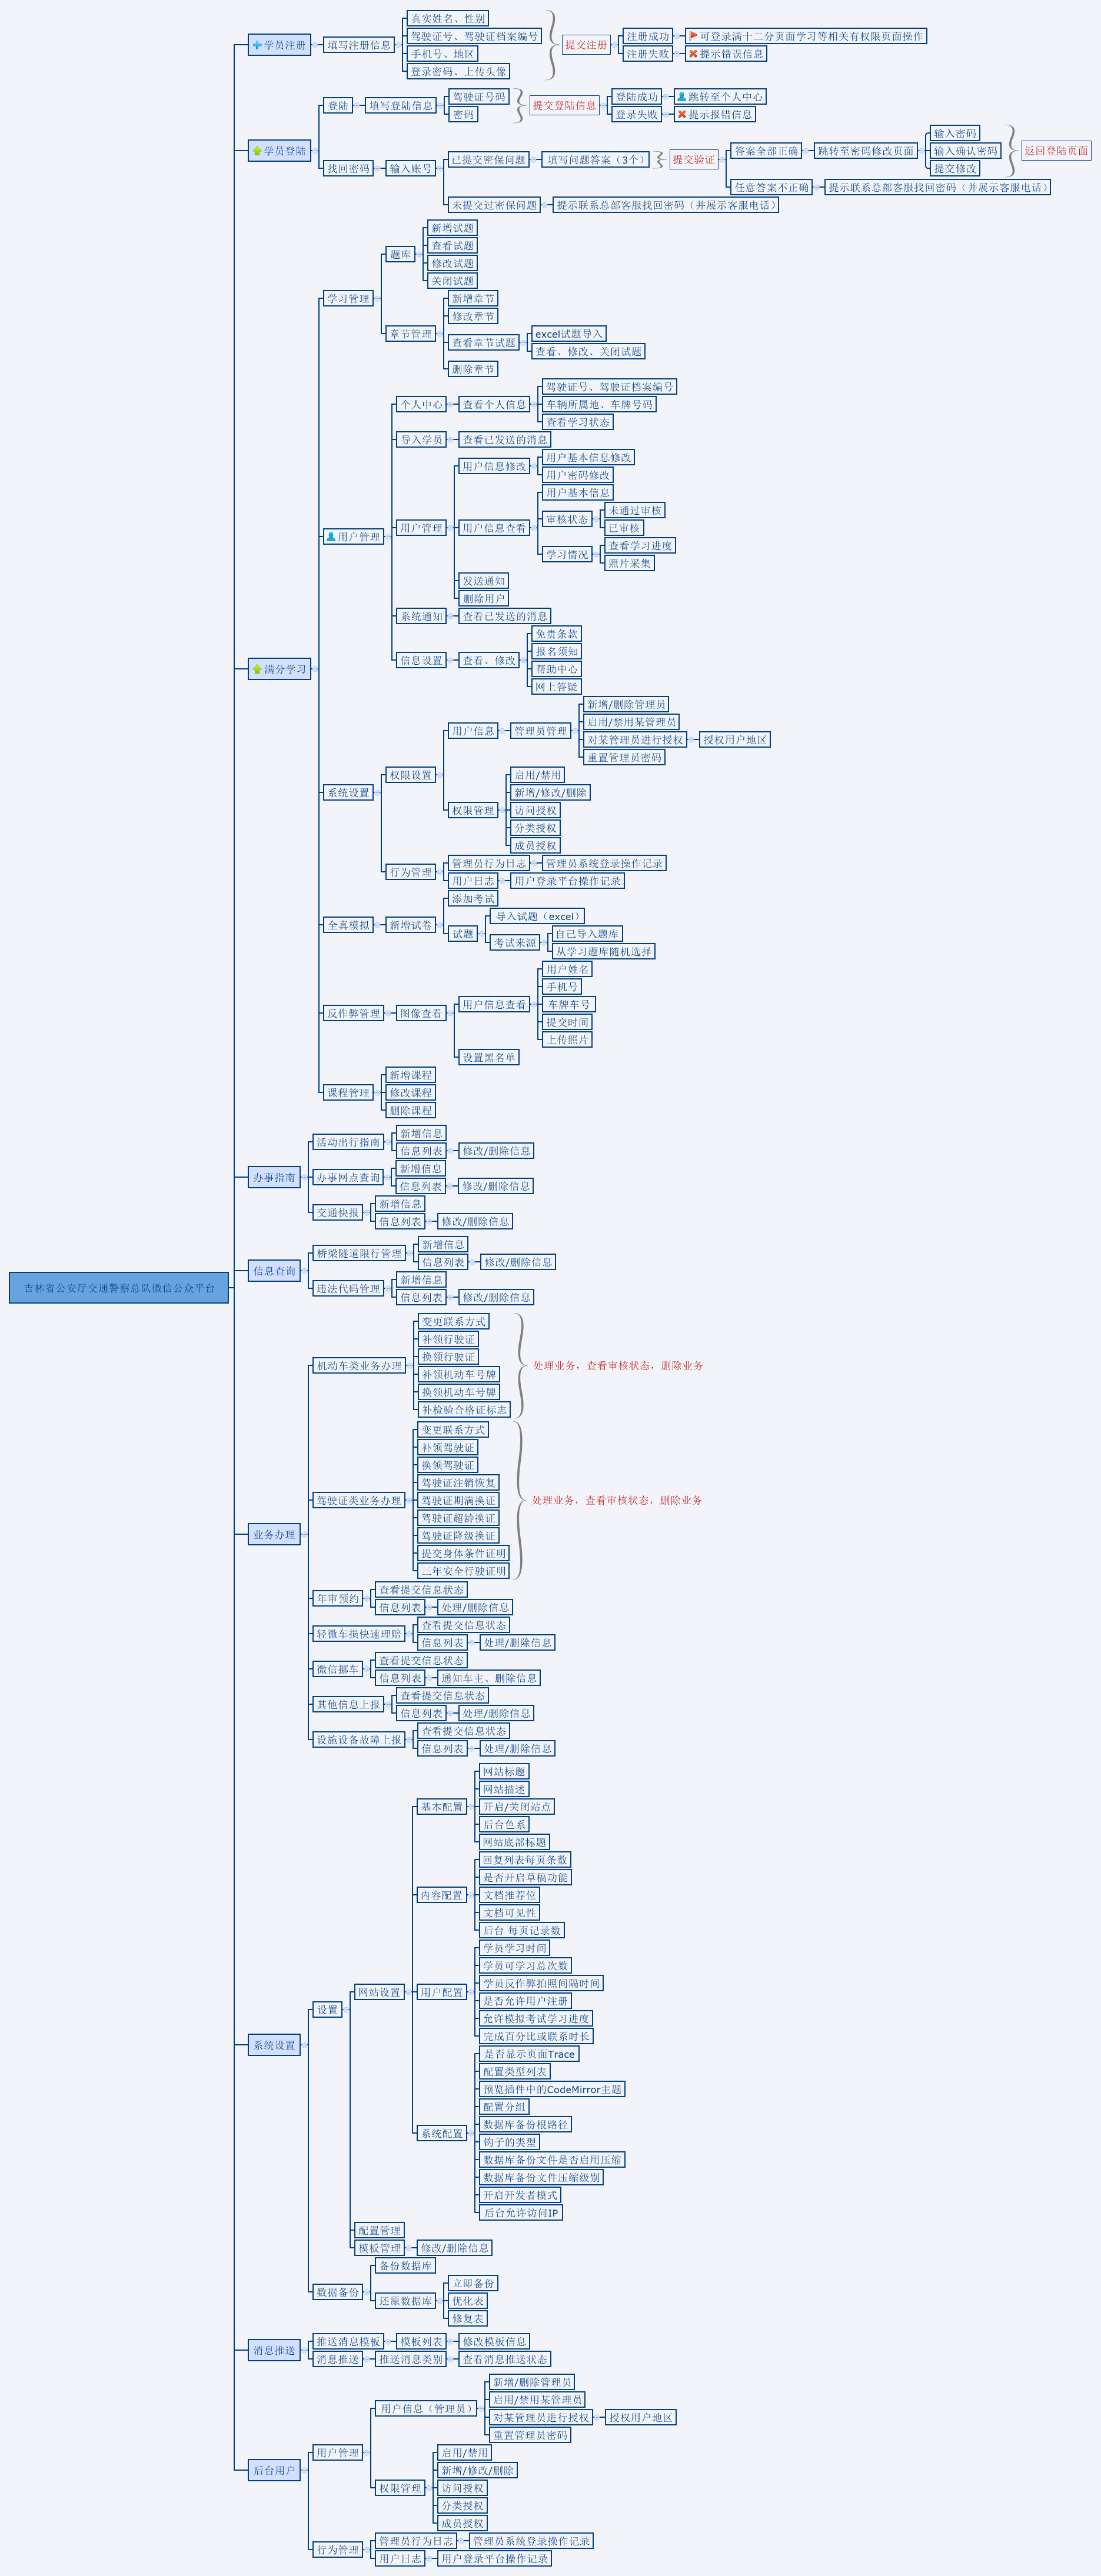 吉林省公安厅交通警察总队微信公众平台
学员注册
填写注册信息
真实姓名、性别
驾驶证号、驾驶证档案编号
手机号、地区
登录密码、上传头像
提交注册
注册成功
可登录满十二分页面学习等相关有权限页面操作
注册失败
提示错误信息
学员登陆
登陆
填写登陆信息
驾驶证号码
密码
提交登陆信息
登陆成功
跳转至个人中心
登录失败
提示报错信息
找回密码
输入账号
已提交密保问题
填写问题答案（3个）
提交验证
答案全部正确
跳转至密码修改页面
输入密码
输入确认密码
提交修改
返回登陆页面
任意答案不正确
提示联系总部客服找回密码（并展示客服电话）
未提交过密保问题
提示联系总部客服找回密码（并展示客服电话）
满分学习
学习管理
题库
新增试题
查看试题
修改试题
关闭试题
章节管理
新增章节
修改章节
查看章节试题
excel试题导入
查看、修改、关闭试题
删除章节
用户管理
个人中心
查看个人信息
驾驶证号、驾驶证档案编号
车辆所属地、车牌号码
查看学习状态
导入学员
查看已发送的消息
用户管理
用户信息修改
用户基本信息修改
用户密码修改
用户信息查看
用户基本信息
审核状态
未通过审核
已审核
学习情况
查看学习进度
照片采集
发送通知
删除用户
系统通知
查看已发送的消息
信息设置
查看、修改
免责条款
报名须知
帮助中心
网上答疑
系统设置
权限设置
用户信息
管理员管理
新增/删除管理员
启用/禁用某管理员
对某管理员进行授权
授权用户地区
重置管理员密码
权限管理
启用/禁用
新增/修改/删除
访问授权
分类授权
成员授权
行为管理
管理员行为日志
管理员系统登录操作记录
用户日志
用户登录平台操作记录
全真模拟
新增试卷
添加考试
试题
导入试题（excel）
考试来源
自己导入题库
从学习题库随机选择
反作弊管理
图像查看
用户信息查看
用户姓名
手机号
车牌车号
提交时间
上传照片
设置黑名单
课程管理
新增课程
修改课程
删除课程
办事指南
活动出行指南
新增信息
信息列表
修改/删除信息
办事网点查询
新增信息
信息列表
修改/删除信息
交通快报
新增信息
信息列表
修改/删除信息
信息查询
桥梁隧道限行管理
新增信息
信息列表
修改/删除信息
违法代码管理
新增信息
信息列表
修改/删除信息
业务办理
机动车类业务办理
变更联系方式
补领行驶证
换领行驶证
补领机动车号牌
换领机动车号牌
补检验合格证标志
处理业务，查看审核状态，删除业务
驾驶证类业务办理
变更联系方式
补领驾驶证
换领驾驶证
驾驶证注销恢复
驾驶证期满换证
驾驶证超龄换证
驾驶证降级换证
提交身体条件证明
三年安全行驶证明
处理业务，查看审核状态，删除业务
年审预约
查看提交信息状态
信息列表
处理/删除信息
轻微车损快速理赔
查看提交信息状态
信息列表
处理/删除信息
微信挪车
查看提交信息状态
信息列表
通知车主、删除信息
其他信息上报
查看提交信息状态
信息列表
处理/删除信息
设施设备故障上报
查看提交信息状态
信息列表
处理/删除信息
系统设置
设置
网站设置
基本配置
网站标题
网站描述
开启/关闭站点
后台色系
网站底部标题
内容配置
回复列表每页条数
是否开启草稿功能
文档推荐位
文档可见性
后台 每页记录数
用户配置
学员学习时间
学员可学习总次数
学员反作弊拍照间隔时间
是否允许用户注册
允许模拟考试学习进度
完成百分比或联系时长
系统配置
是否显示页面Trace
配置类型列表
预览插件中的CodeMirror主题
配置分组
数据库备份根路径
钩子的类型
数据库备份文件是否启用压缩
数据库备份文件压缩级别
开启开发者模式
后台允许访问IP
配置管理
模板管理
修改/删除信息
数据备份
备份数据库
还原数据库
立即备份
优化表
修复表
消息推送
推送消息模板
模板列表
修改模板信息
消息推送
推送消息类别
查看消息推送状态
后台用户
用户管理
用户信息（管理员）
新增/删除管理员
启用/禁用某管理员
对某管理员进行授权
授权用户地区
重置管理员密码
权限管理
启用/禁用
新增/修改/删除
访问授权
分类授权
成员授权
行为管理
管理员行为日志
管理员系统登录操作记录
用户日志
用户登录平台操作记录